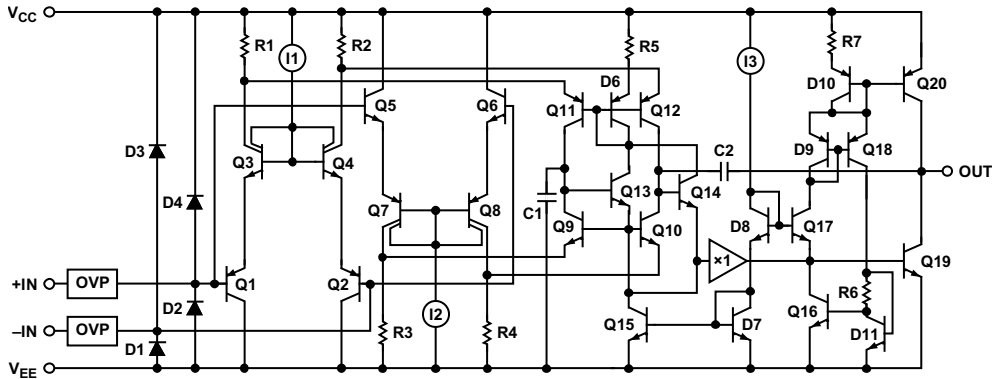 VCC
R1
I1
R2
R5
I3
R7
D10
Q20
Q5
Q6
Q11
D6
Q12
D3
D4
Q3
Q4
D9
Q18
C2
OUT
Q13
Q14
C1
Q7
Q8
Q9
Q10
D8
Q17
×1
+IN
OVP
Q1
Q2
Q19
D2
I2
R6
–IN
OVP
R3
R4
Q15
D7
Q16
D11
D1
VEE